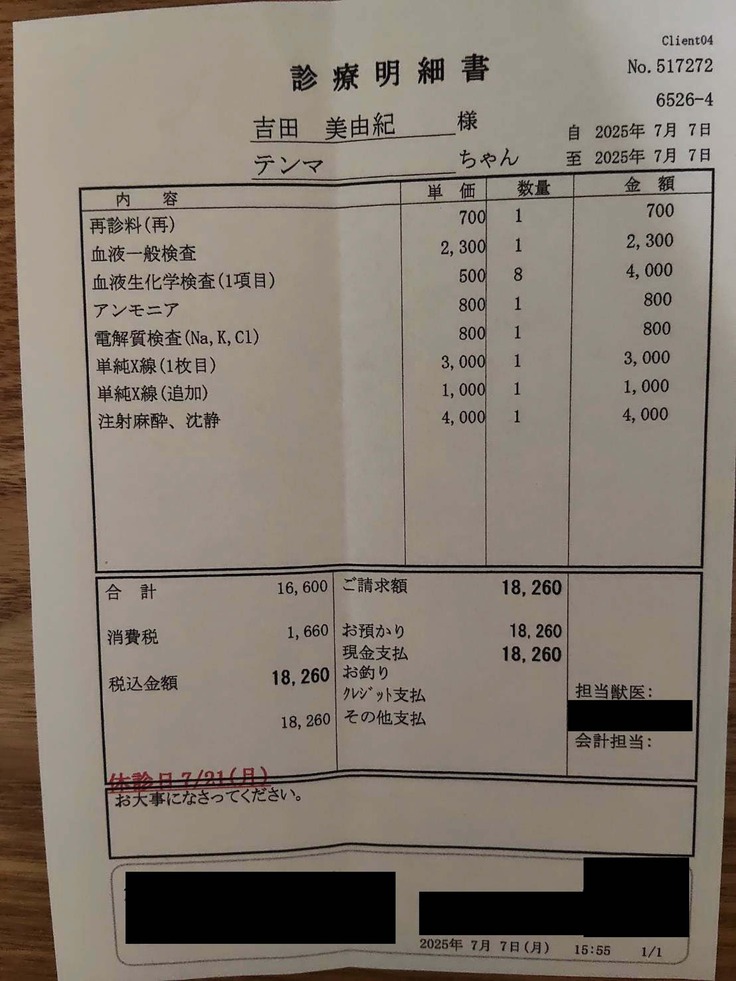 Client04
診療明細書
No.517272
6526-4
吉田 美由紀 様
自 2025年 7月 7日
テンマ ちゃん
至 2025年 7月 7日
内 容 単 価 数量 金 額
再診料(再) 700 1 700
血液一般検査 2,300 1 2,300
血液生化学検査(1項目) 500 8 4,000
アンモニア 800 1 800
電解質検査(Na,K,Cl) 800 1 800
単純X線(1枚目) 3,000 1 3,000
単純X線(追加) 1,000 1 1,000
注射麻酔、沈静 4,000 1 4,000
合 計 16,600 ご請求額 18,260
消費税 1,660 お預かり 18,260
現金支払 18,260
税込金額 18,260 お釣り
クレジット支払
18,260 その他支払
担当獣医:
会計担当:
休診日 7/21(月)
お大事になさってください。
2025年 7月 7日(月) 15:55 1/1